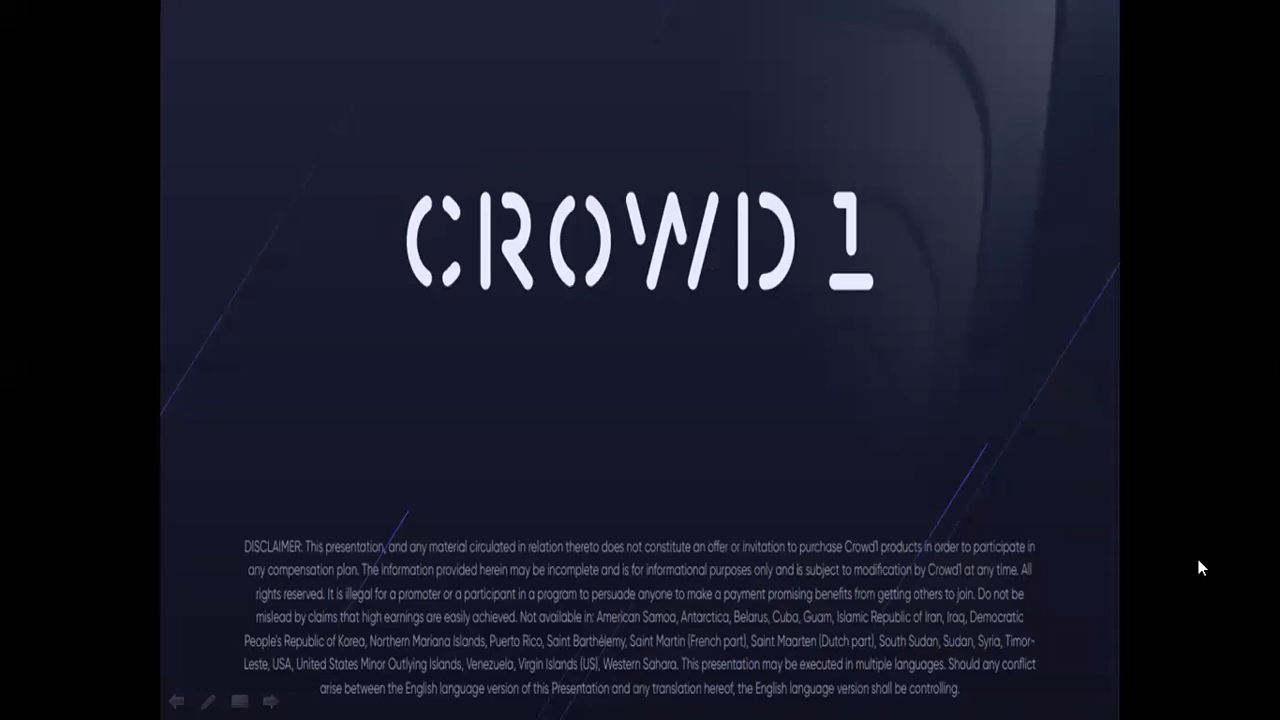 CROWD 1
DISCLAIMER: This presentation, and any material circulated in relation thereto does not constitute an offer or invitation to purchase Crowd1 products in order to participate in
any compensation plan. The information provided herein may be incomplete and is for informational purposes only and is subject to modification by Crowd1 at any time. All
rights reserved. It is illegal for a promoter or a participant in a program to persuade anyone to make a payment promising benefits from getting others to join. Do not be
mislead by claims that high earnings are easily achieved. Not available in: American Samoa, Antarctica, Belarus, Cuba, Guam, Islamic Republic of Iran, Iraq, Democratic
People's Republic of Korea, Northern Mariana Islands, Puerto Rico, Saint Barthélemy, Saint Martin (French part), Saint Maarten (Dutch part), South Sudan, Sudan, Syria, Timor-
Leste, USA, United States Minor Outlying Islands, Venezuela, Virgin Islands (US), Western Sahara. This presentation may be executed in multiple languages. Should any conflict
arise between the English language version of this Presentation and any translation hereof, the English language version shall be controlling.